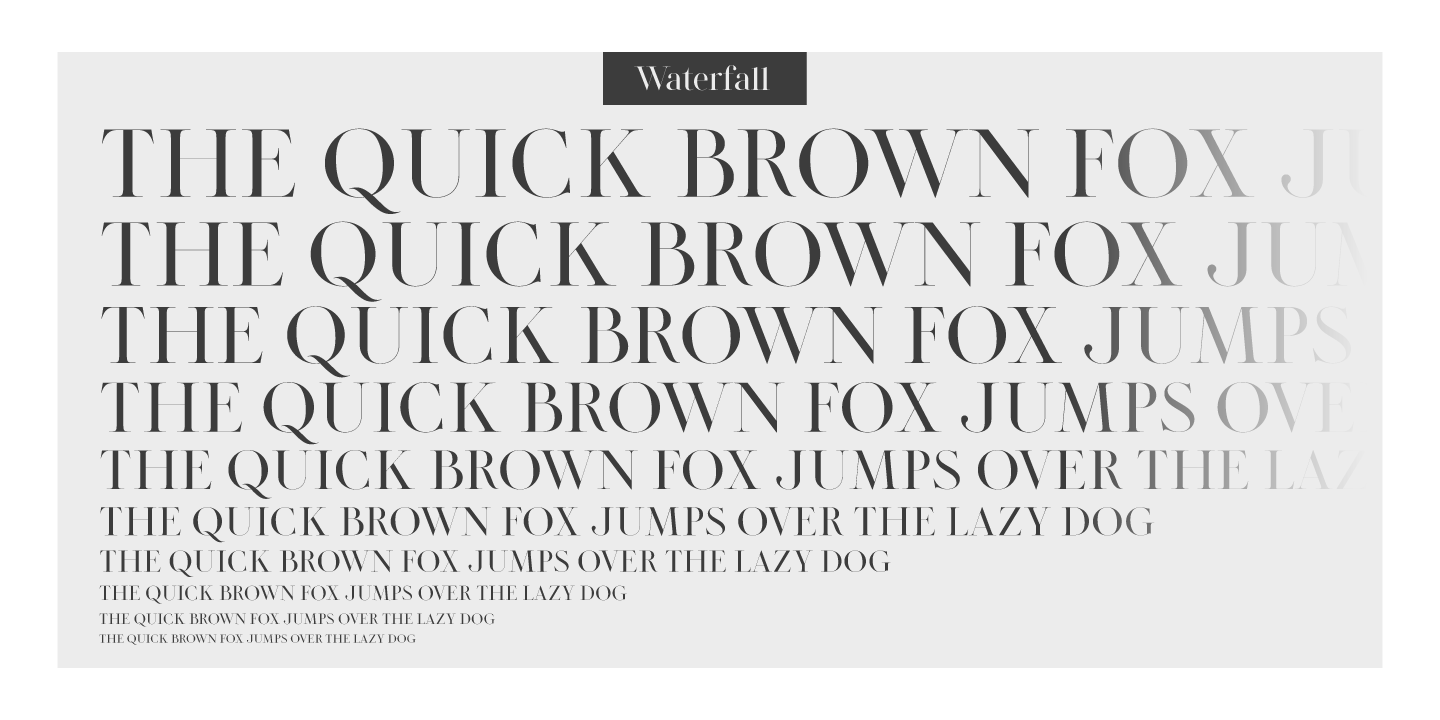 Waterfall
THE QUICK BROWN FOX JU
THE QUICK BROWN FOX JUM
THE QUICK BROWN FOX JUMPS
THE QUICK BROWN FOX JUMPS OVE
THE QUICK BROWN FOX JUMPS OVER THE LAZ
THE QUICK BROWN FOX JUMPS OVER THE LAZY DOG
THE QUICK BROWN FOX JUMPS OVER THE LAZY DOG
THE QUICK BROWN FOX JUMPS OVER THE LAZY DOG
THE QUICK BROWN FOX JUMPS OVER THE LAZY DOG
THE QUICK BROWN FOX JUMPS OVER THE LAZY DOG